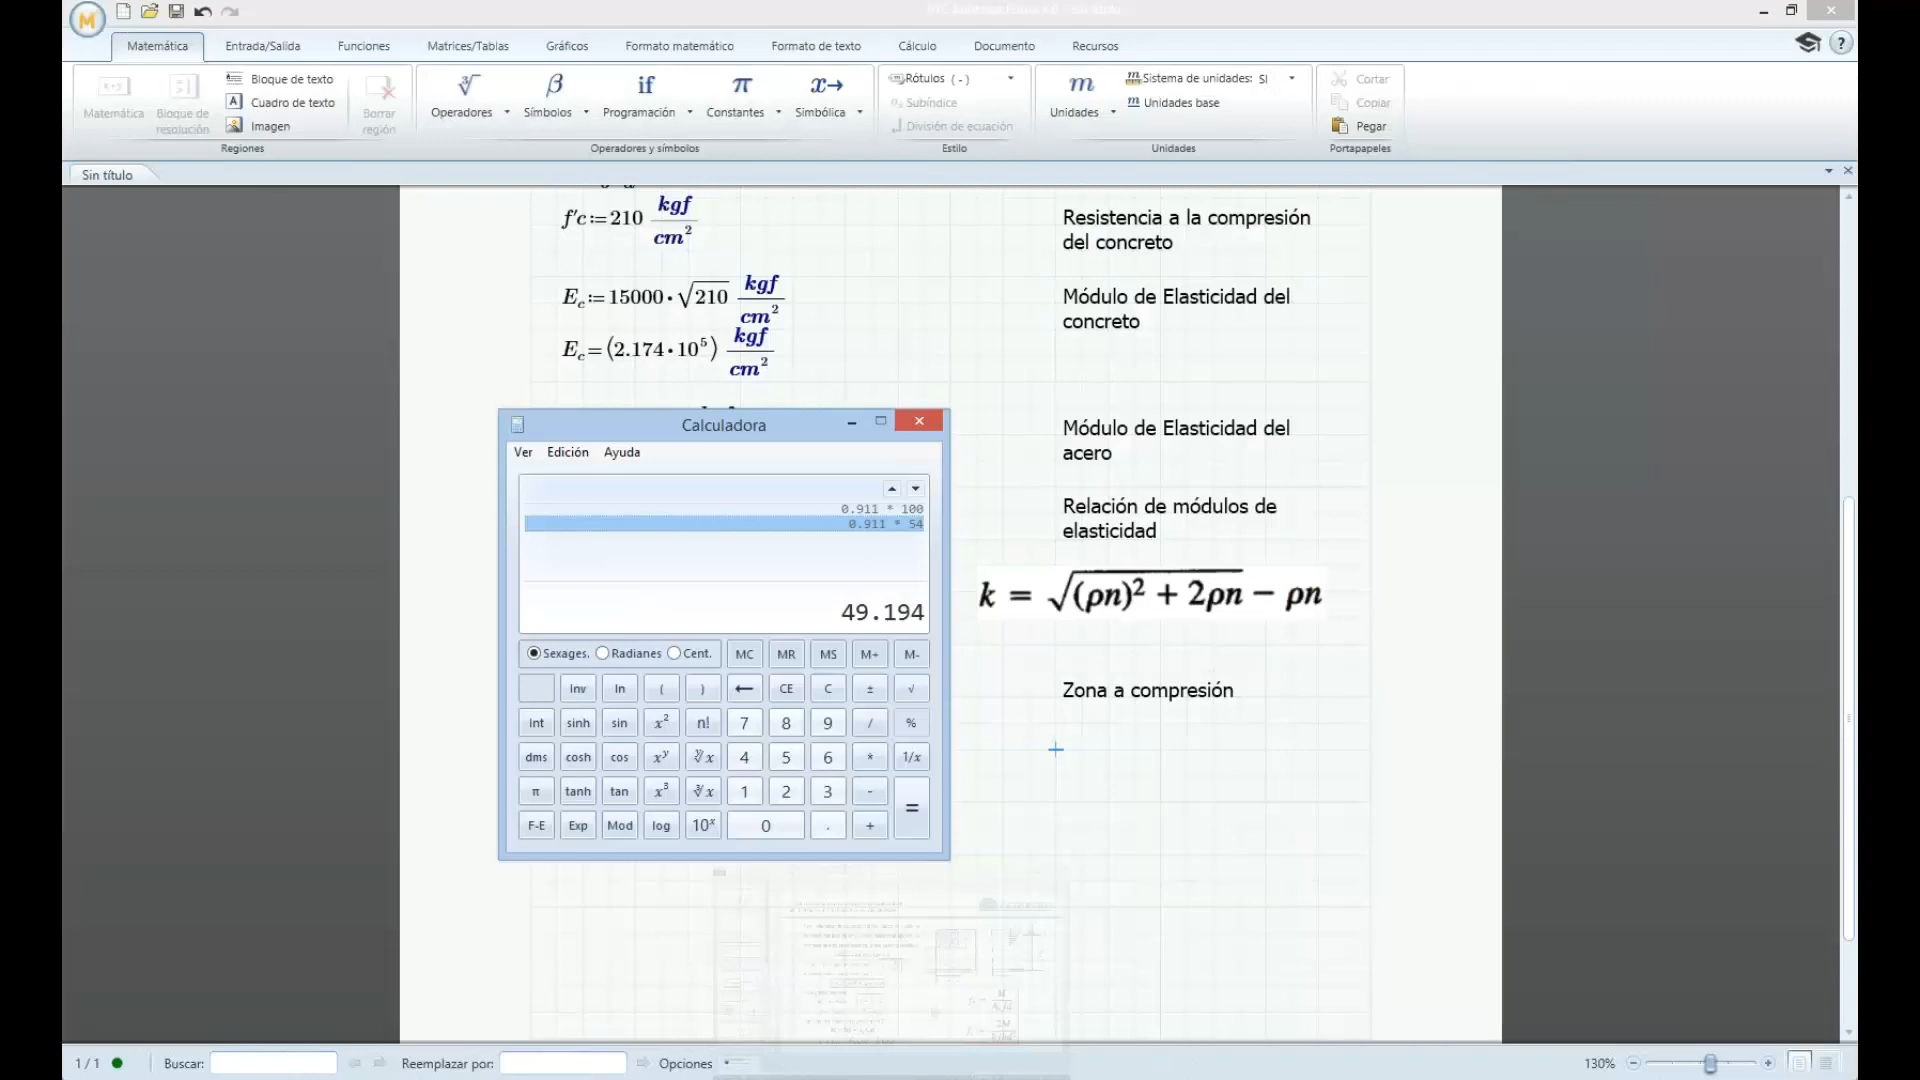 Matemática Entrada/Salida Funciones Matrices/Tablas Gráficos Formato matemático Formato de texto Cálculo Documento Recursos
Matemática
Bloque de resolución
Bloque de texto
Cuadro de texto
Imagen
Borrar región
Regiones
Operadores
Símbolos
if
Programación
Constantes
Simbólica
Operadores y símbolos
Rótulos ( - )
Subíndice
División de ecuación
Estilo
Unidades
Sistema de unidades: SI
Unidades base
Unidades
Cortar
Copiar
Pegar
Portapapeles
Sin título
f'c:=210 kgf/cm²
Resistencia a la compresión
del concreto
E_c:=15000·√210 kgf/cm²
Módulo de Elasticidad del
concreto
E_c=(2.174·10⁵) kgf/cm²
Módulo de Elasticidad del
acero
Relación de módulos de
elasticidad
k = √(ρn)² + 2ρn − ρn
Zona a compresión
Calculadora
Ver Edición Ayuda
0.911 * 100
0.911 * 54
49.194
Sexages. Radianes Cent. MC MR MS M+ M-
Inv ln ( ) ← CE C ± √
Int sinh sin x² n! 7 8 9 / %
dms cosh cos xʸ ʸ√x 4 5 6 * 1/x
π tanh tan x³ ³√x 1 2 3 - =
F-E Exp Mod log 10ˣ 0 . +
1 / 1 Buscar: Reemplazar por: Opciones 130%